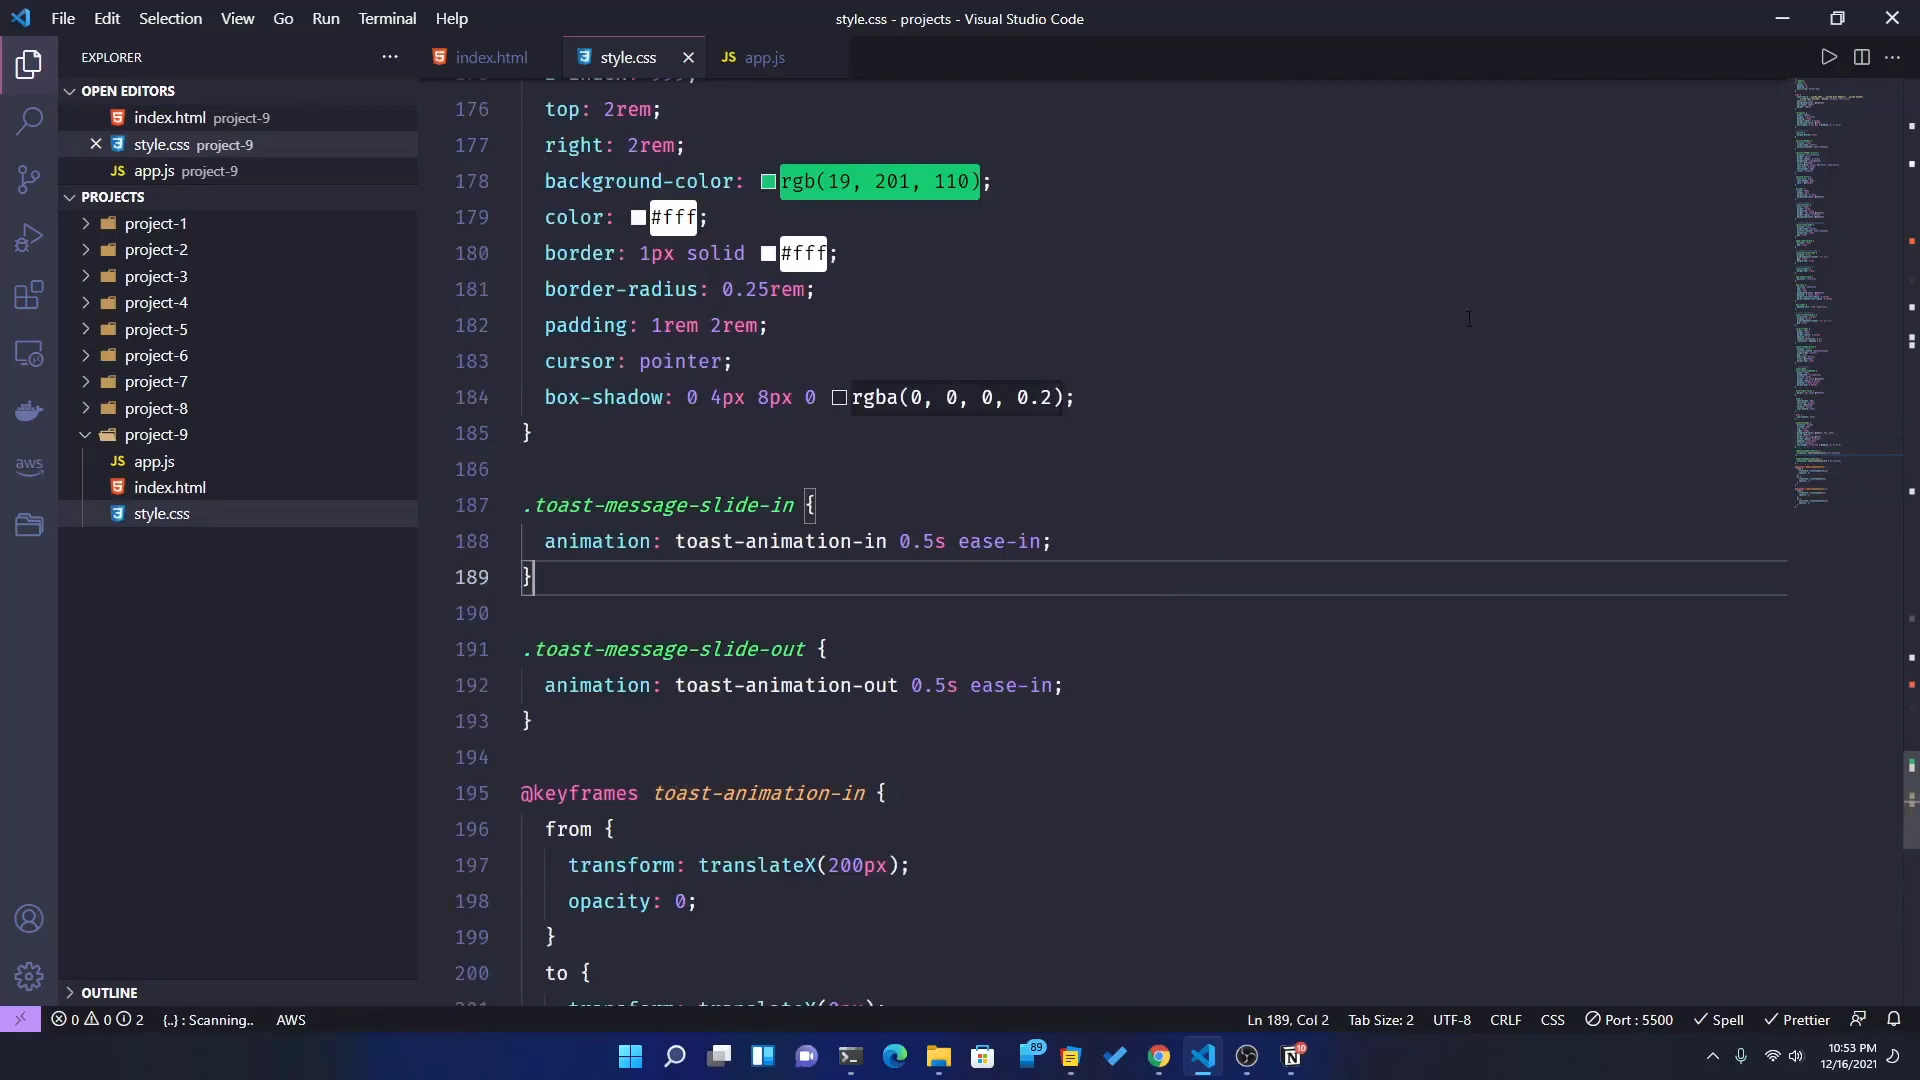 File Edit Selection View Go Run Terminal Help
style.css - projects - Visual Studio Code
EXPLORER
index.html
style.css
JS app.js
OPEN EDITORS
index.html project-9
style.css project-9
JS app.js project-9
PROJECTS
project-1
project-2
project-3
project-4
project-5
project-6
project-7
project-8
project-9
JS app.js
index.html
style.css
OUTLINE
aws
176 top: 2rem;
177 right: 2rem;
178 background-color: rgb(19, 201, 110);
179 color: #fff;
180 border: 1px solid #fff;
181 border-radius: 0.25rem;
182 padding: 1rem 2rem;
183 cursor: pointer;
184 box-shadow: 0 4px 8px 0 rgba(0, 0, 0, 0.2);
185 }
186
187 .toast-message-slide-in {
188 animation: toast-animation-in 0.5s ease-in;
189 }
190
191 .toast-message-slide-out {
192 animation: toast-animation-out 0.5s ease-in;
193 }
194
195 @keyframes toast-animation-in {
196 from {
197 transform: translateX(200px);
198 opacity: 0;
199 }
200 to {
0 0 2 {..} : Scanning.. AWS
Ln 189, Col 2 Tab Size: 2 UTF-8 CRLF CSS Port : 5500 Spell Prettier
89
10
10:53 PM
12/16/2021